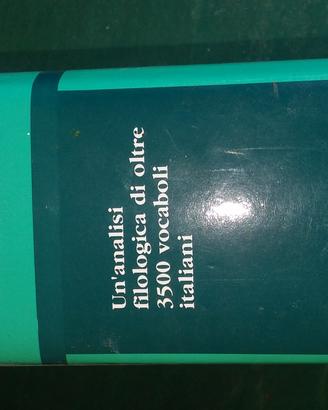 Un'analisi
filologica di oltre
3500 vocaboli
italiani